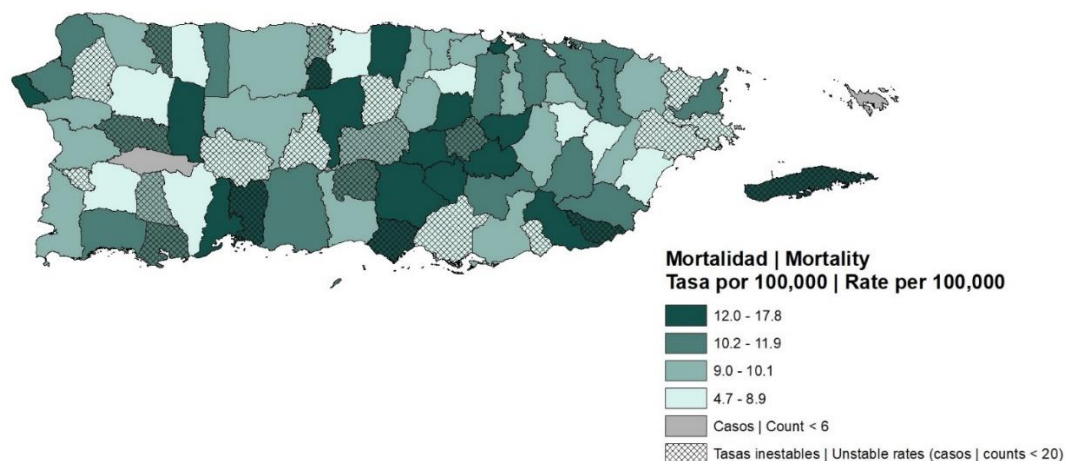 Mortalidad | Mortality
Tasa por 100,000 | Rate per 100,000
12.0 - 17.8
10.2 - 11.9
9.0 - 10.1
4.7 - 8.9
Casos | Count < 6
Tasas inestables | Unstable rates (casos | counts < 20)